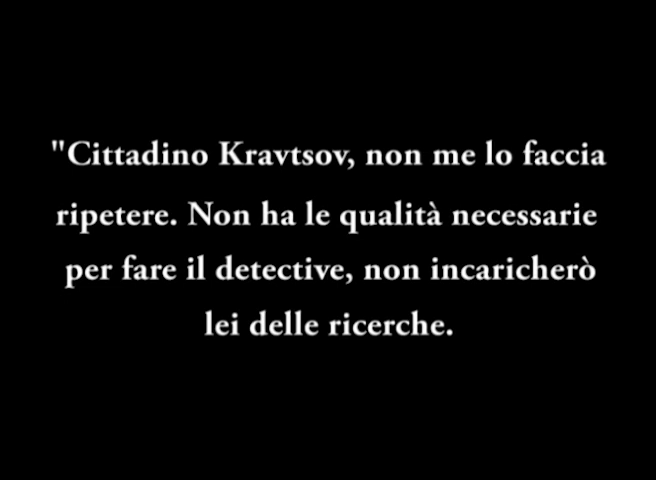 "Cittadino Kravtsov, non me lo faccia
ripetere. Non ha le qualità necessarie
per fare il detective, non incaricherò
lei delle ricerche.